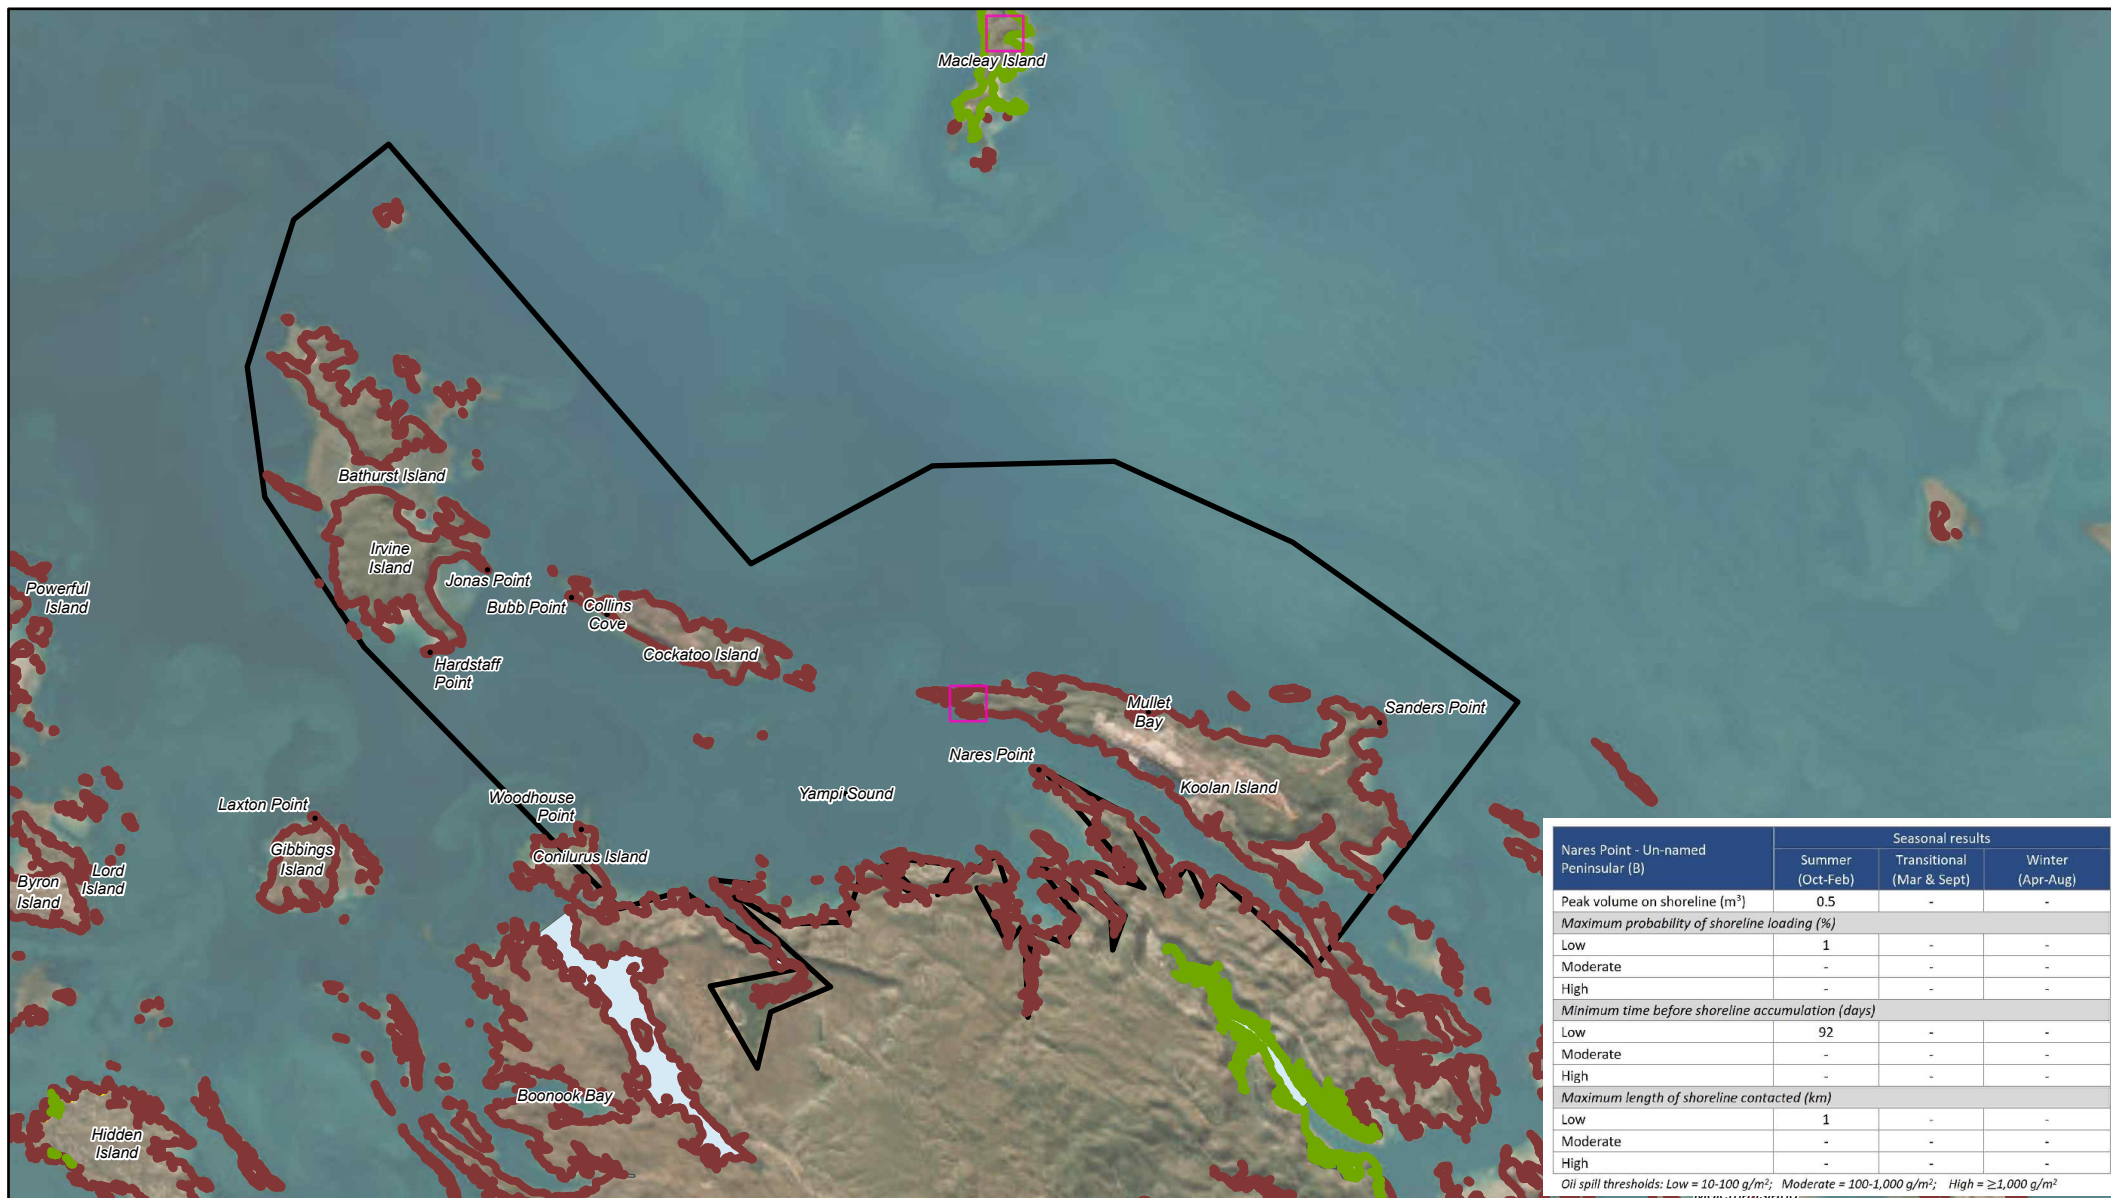 Macleay Island
Bathurst Island
Irvine
Island
Jonas Point
Powerful
Island
Bubb Point
Collins
Cove
Cockatoo Island
Hardstaff
Point
Mullet
Bay
Sanders Point
Nares Point
Koolan Island
Yampi Sound
Woodhouse
Point
Laxton Point
Conilurus Island
Gibbings
Island
Lord
Island
Byron
Island
Boonook Bay
Hidden
Island
Nares Point - Un-named
Peninsular (B)
Seasonal results
Summer
(Oct-Feb)
Transitional
(Mar & Sept)
Winter
(Apr-Aug)
Peak volume on shoreline (m³) 0.5 - -
Maximum probability of shoreline loading (%)
Low 1 - -
Moderate - - -
High - - -
Minimum time before shoreline accumulation (days)
Low 92 - -
Moderate - - -
High - - -
Maximum length of shoreline contacted (km)
Low 1 - -
Moderate - - -
High - - -
Oil spill thresholds: Low = 10-100 g/m²; Moderate = 100-1,000 g/m²; High = ≥1,000 g/m²